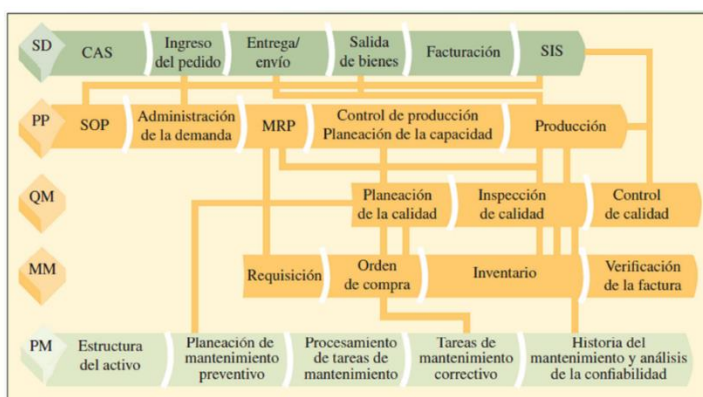 SD
CAS
Ingreso
del pedido
Entrega/
envío
Salida
de bienes
Facturación
SIS
PP
SOP
Administración
de la demanda
MRP
Control de producción
Planeación de la capacidad
Producción
QM
Planeación
de la calidad
Inspección
de calidad
Control
de calidad
MM
Requisición
Orden
de compra
Inventario
Verificación
de la factura
PM
Estructura
del activo
Planeación de
mantenimiento
preventivo
Procesamiento
de tareas de
mantenimiento
Tareas de
mantenimiento
correctivo
Historia del
mantenimiento y análisis
de la confiabilidad